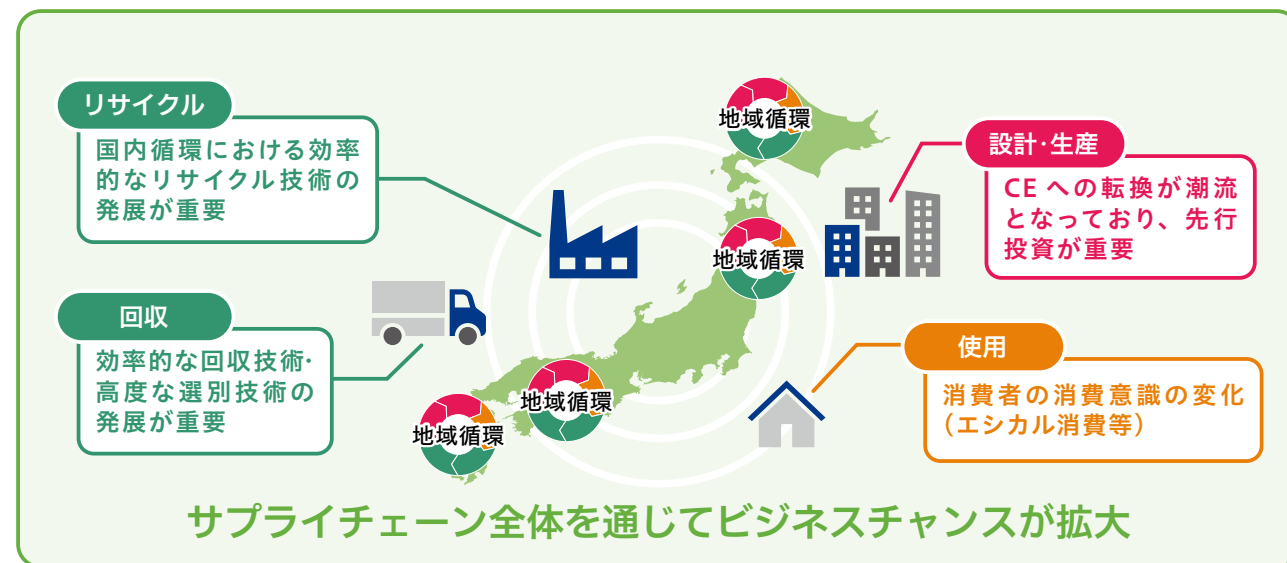 リサイクル
国内循環における効率
的なリサイクル技術の
発展が重要
回収
効率的な回収技術・
高度な選別技術の
発展が重要
地域循環
地域循環
地域循環
地域循環
設計・生産
CEへの転換が潮流
となっており、先行
投資が重要
使用
消費者の消費意識の変化
（エシカル消費等）
サプライチェーン全体を通じてビジネスチャンスが拡大